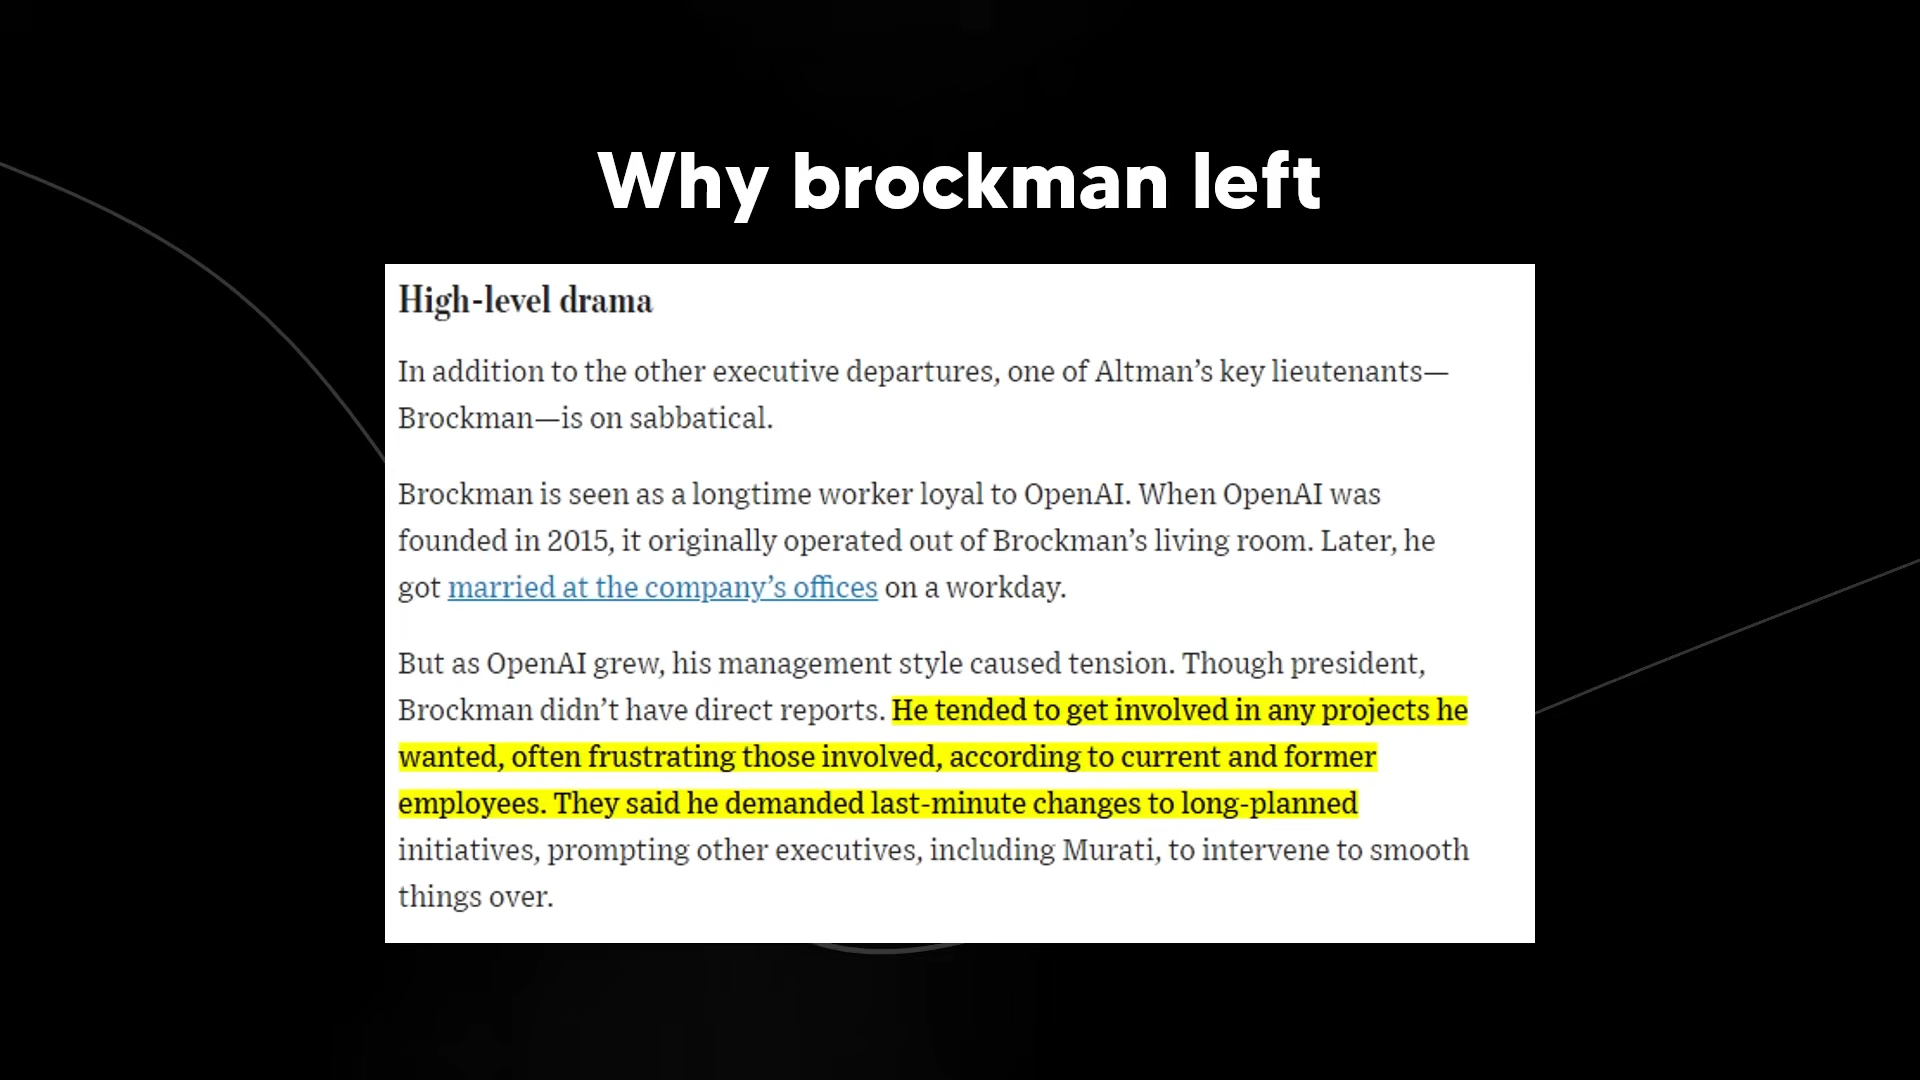 Why brockman left
High-level drama
In addition to the other executive departures, one of Altman’s key lieutenants—
Brockman—is on sabbatical.
Brockman is seen as a longtime worker loyal to OpenAI. When OpenAI was
founded in 2015, it originally operated out of Brockman’s living room. Later, he
got married at the company’s offices on a workday.
But as OpenAI grew, his management style caused tension. Though president,
Brockman didn’t have direct reports. He tended to get involved in any projects he
wanted, often frustrating those involved, according to current and former
employees. They said he demanded last-minute changes to long-planned
initiatives, prompting other executives, including Murati, to intervene to smooth
things over.